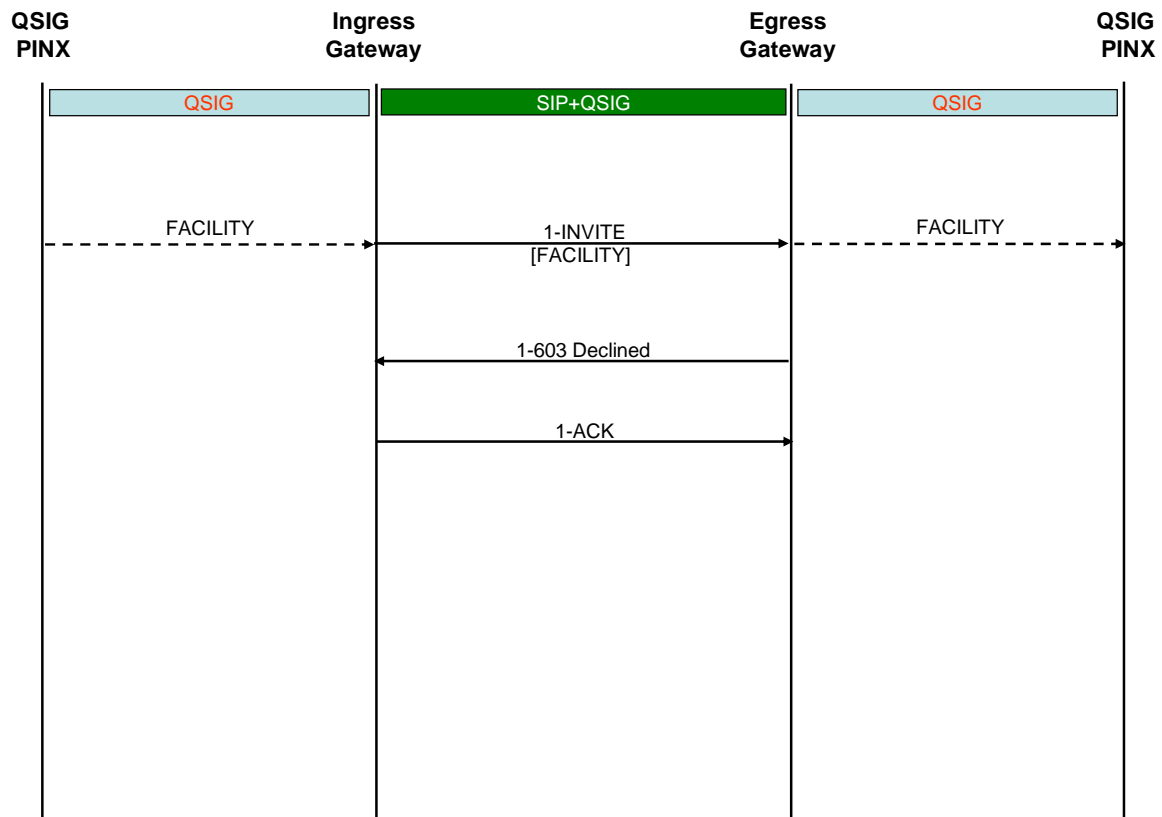 QSIG
PINX
Ingress
Gateway
Egress
Gateway
QSIG
PINX
QSIG
SIP+QSIG
QSIG
FACILITY
1-INVITE
[FACILITY]
FACILITY
1-603 Declined
1-ACK